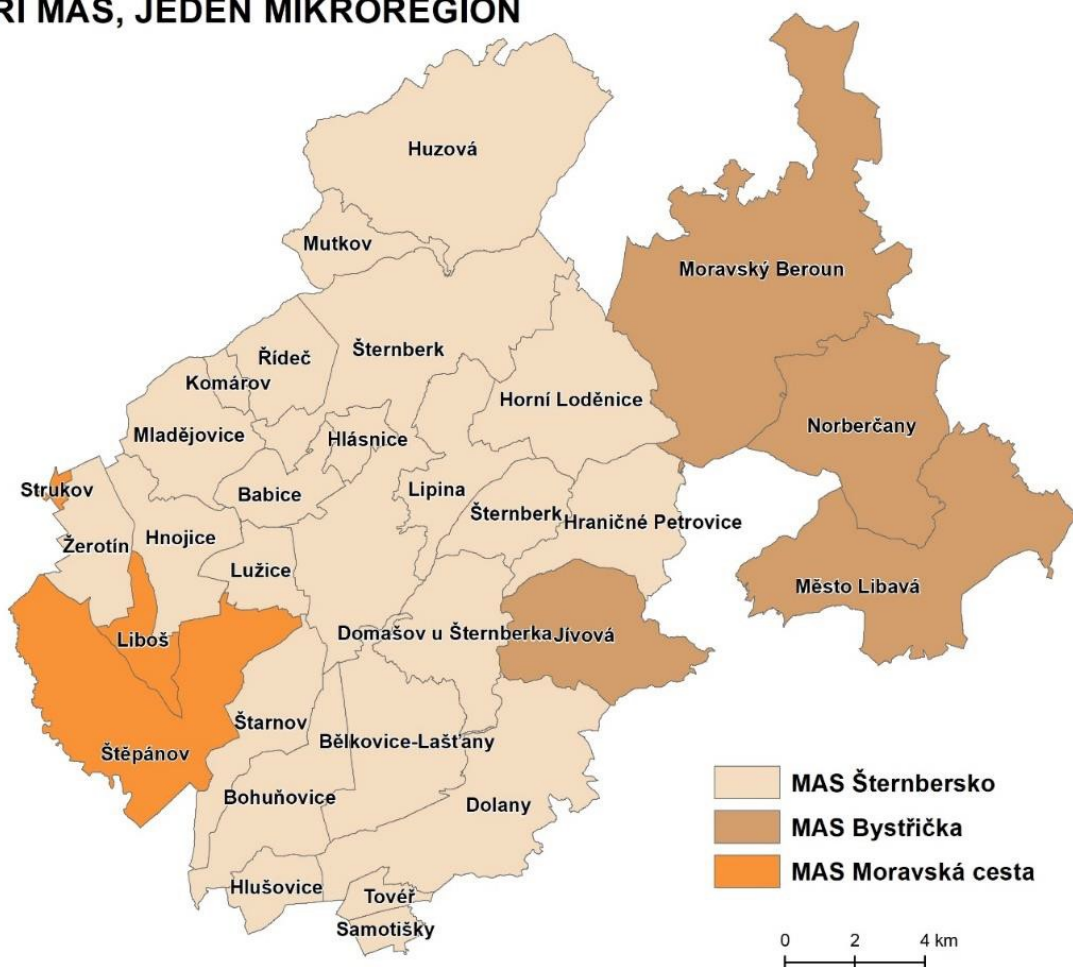 ŘI MAS, JEDEN MIKROREGION
Huzová
Mutkov
Moravský Beroun
Řídeč
Šternberk
Komárov
Horní Loděnice
Mladějovice
Hlásnice
Norberčany
Strukov
Babice
Lipina
Šternberk
Hraničné Petrovice
Žerotín
Hnojice
Lužice
Město Libavá
Liboš
Domašov u Šternberka
Jívová
Štěpánov
Štarnov
Bělkovice-Lašťany
Bohuňovice
Dolany
Hlušovice
Tovéř
Samotišky
MAS Šternbersko
MAS Bystřička
MAS Moravská cesta
0 2 4 km